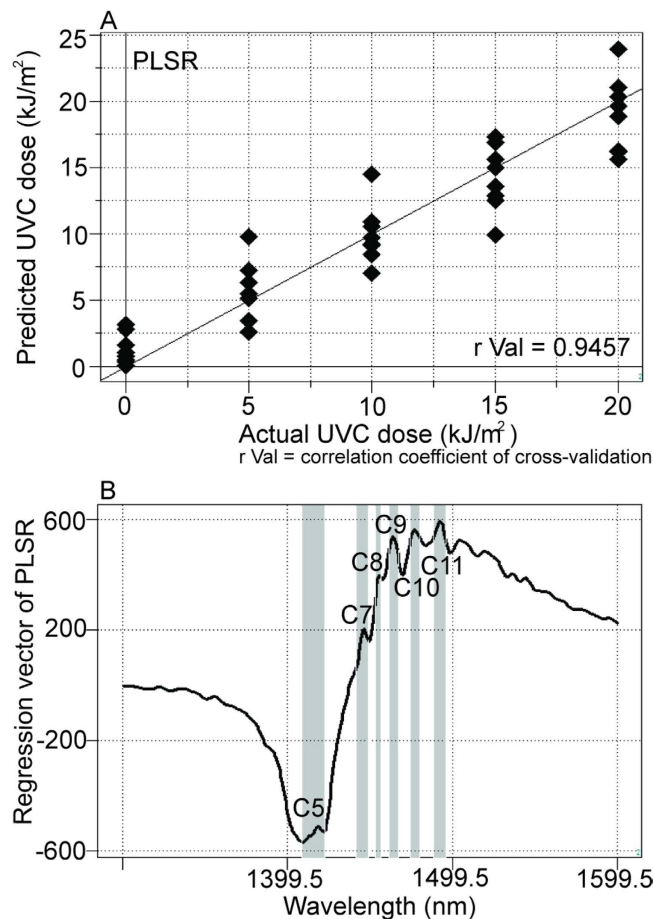 A
PLSR
25
20
15
10
5
0
Predicted UVC dose (kJ/m²)
r Val = 0.9457
0 5 10 15 20
Actual UVC dose (kJ/m²)
r Val = correlation coefficient of cross-validation
B
600
200
-200
-600
Regression vector of PLSR
C9
C8
C10
C11
C7
C5
1399.5 1499.5 1599.5
Wavelength (nm)